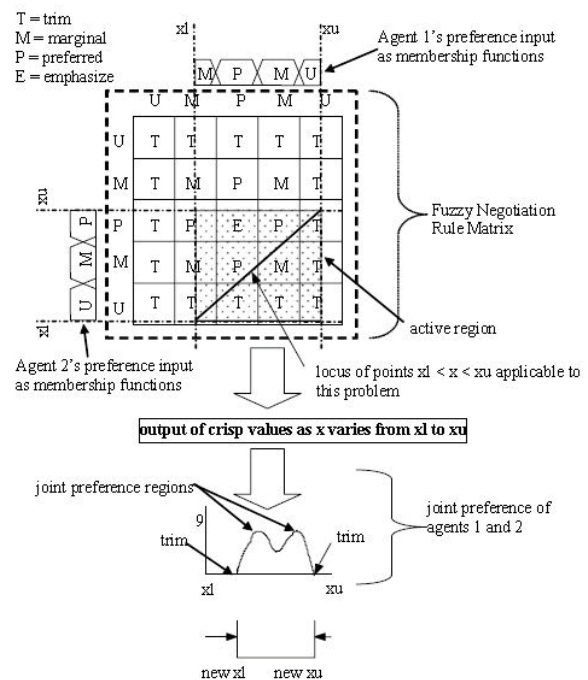 T = trim
M = marginal
P = preferred
E = emphasize
xl
xu
Agent 1's preference input
as membership functions
M P M U
U M P M U
U T T T T T
M T M P M T
P T P E P T
M T M P M T
U T T T T T
xu
P
M
U
xl
Fuzzy Negotiation
Rule Matrix
active region
Agent 2's preference input
as membership functions
locus of points xl < x < xu applicable to
this problem
output of crisp values as x varies from xl to xu
joint preference regions
9
trim
trim
xl
xu
joint preference of
agents 1 and 2
new xl new xu